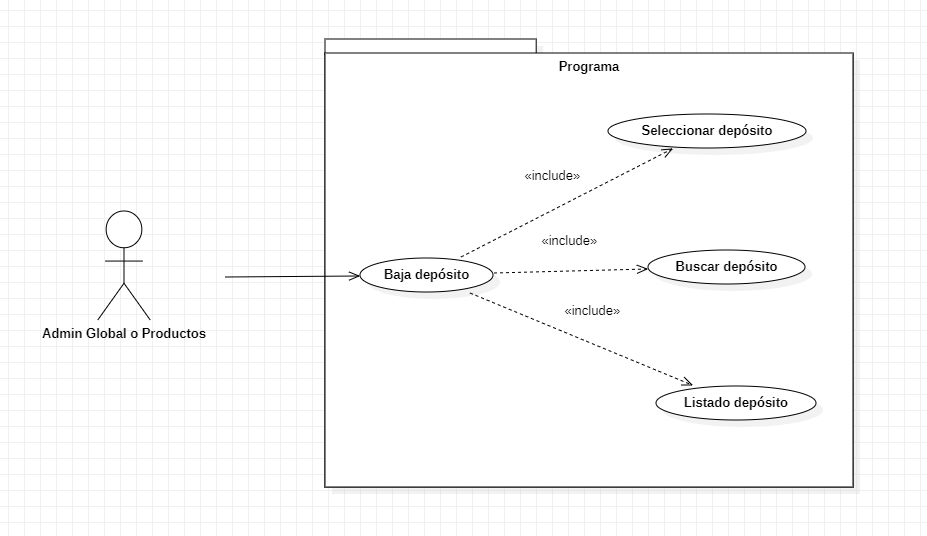 Programa
Seleccionar depósito
«include»
«include»
Buscar depósito
Baja depósito
«include»
Admin Global o Productos
Listado depósito